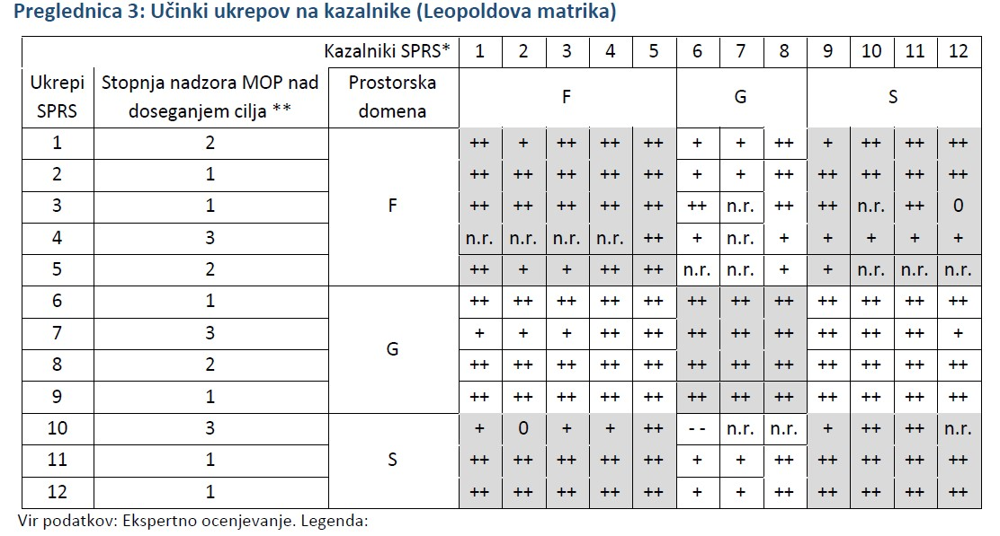 Preglednica 3: Učinki ukrepov na kazalnike (Leopoldova matrika)
Kazalniki SPRS* 1 2 3 4 5 6 7 8 9 10 11 12
Ukrepi SPRS Stopnja nadzora MOP nad doseganjem cilja ** Prostorska domena F G S
1 2 F ++ + ++ ++ ++ + + ++ + ++ ++ ++
2 1 ++ ++ ++ ++ ++ + + ++ ++ ++ ++ ++
3 1 ++ ++ ++ ++ ++ ++ n.r. ++ ++ n.r. ++ 0
4 3 n.r. n.r. n.r. n.r. ++ + n.r. + + + + +
5 2 ++ + + ++ ++ n.r. n.r. + + n.r. n.r. n.r.
6 1 G ++ ++ ++ ++ ++ ++ ++ ++ ++ ++ ++ ++
7 3 + + + ++ ++ ++ ++ ++ ++ ++ ++ +
8 2 ++ ++ ++ ++ ++ ++ ++ ++ ++ ++ ++ ++
9 1 ++ ++ ++ ++ ++ ++ ++ ++ ++ ++ ++ ++
10 3 S + 0 + + ++ - - n.r. n.r. + ++ ++ n.r.
11 1 ++ ++ ++ ++ ++ + + ++ ++ ++ ++ ++
12 1 ++ ++ ++ ++ ++ + + ++ ++ ++ ++ ++
Vir podatkov: Ekspertno ocenjevanje. Legenda: